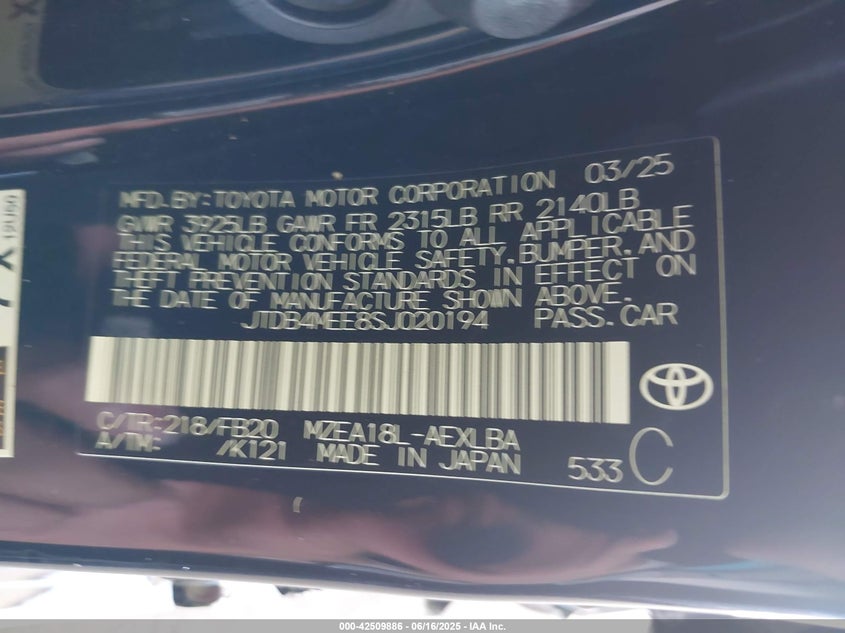 MFD.BY:TOYOTA MOTOR CORPORATION 03/25
GVWR 3925LB GAWR FR 2315LB RR 2140LB
THIS VEHICLE CONFORMS TO ALL APPLICABLE
FEDERAL MOTOR VEHICLE SAFETY,BUMPER,AND
THEFT PREVENTION STANDARDS IN EFFECT ON
THE DATE OF MANUFACTURE SHOWN ABOVE.
JTDB4MEE8SJ020194 PASS.CAR
C/TR:218/FB20 MZEA18L-AEXLBA
A/TM: /K121 MADE IN JAPAN 533 C
000-42509886 - 06/16/2025 - IAA Inc.